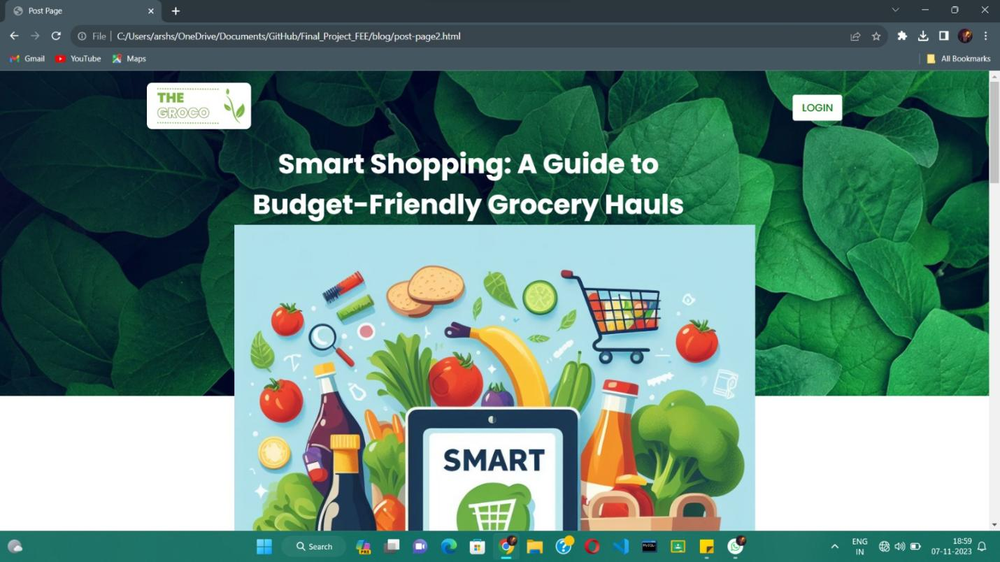 Post Page
File
C:/Users/arshs/OneDrive/Documents/GitHub/Final_Project_FEE/blog/post-page2.html
Gmail
YouTube
Maps
All Bookmarks
THE
GROCO
LOGIN
Smart Shopping: A Guide to
Budget-Friendly Grocery Hauls
SMART
Search
PRE
MySQL
ENG
IN
18:59
07-11-2023